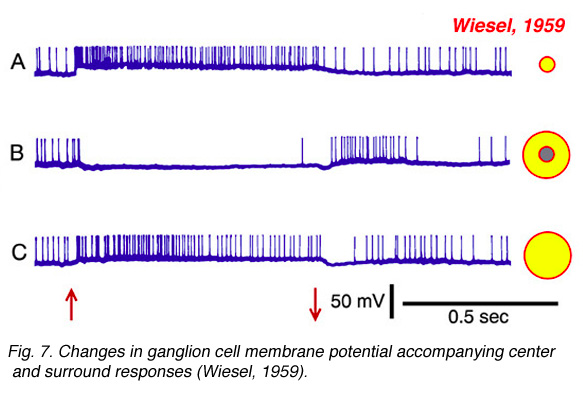 Wiesel, 1959
A
B
C
50 mV
0.5 sec
Fig. 7. Changes in ganglion cell membrane potential accompanying center
and surround responses (Wiesel, 1959).